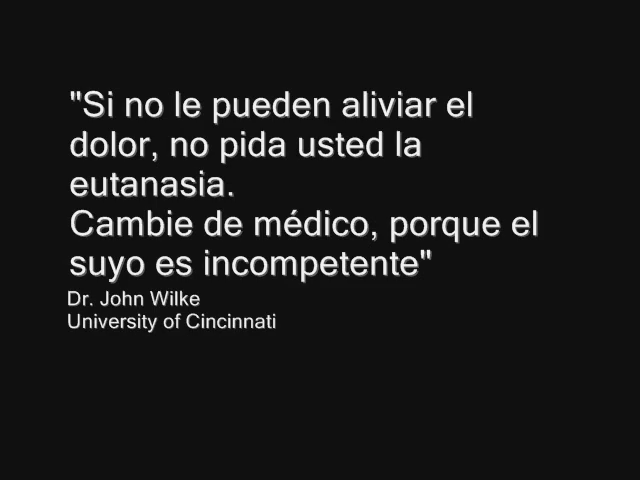 "Si no le pueden aliviar el
dolor, no pida usted la
eutanasia.
Cambie de médico, porque el
suyo es incompetente"
Dr. John Wilke
University of Cincinnati